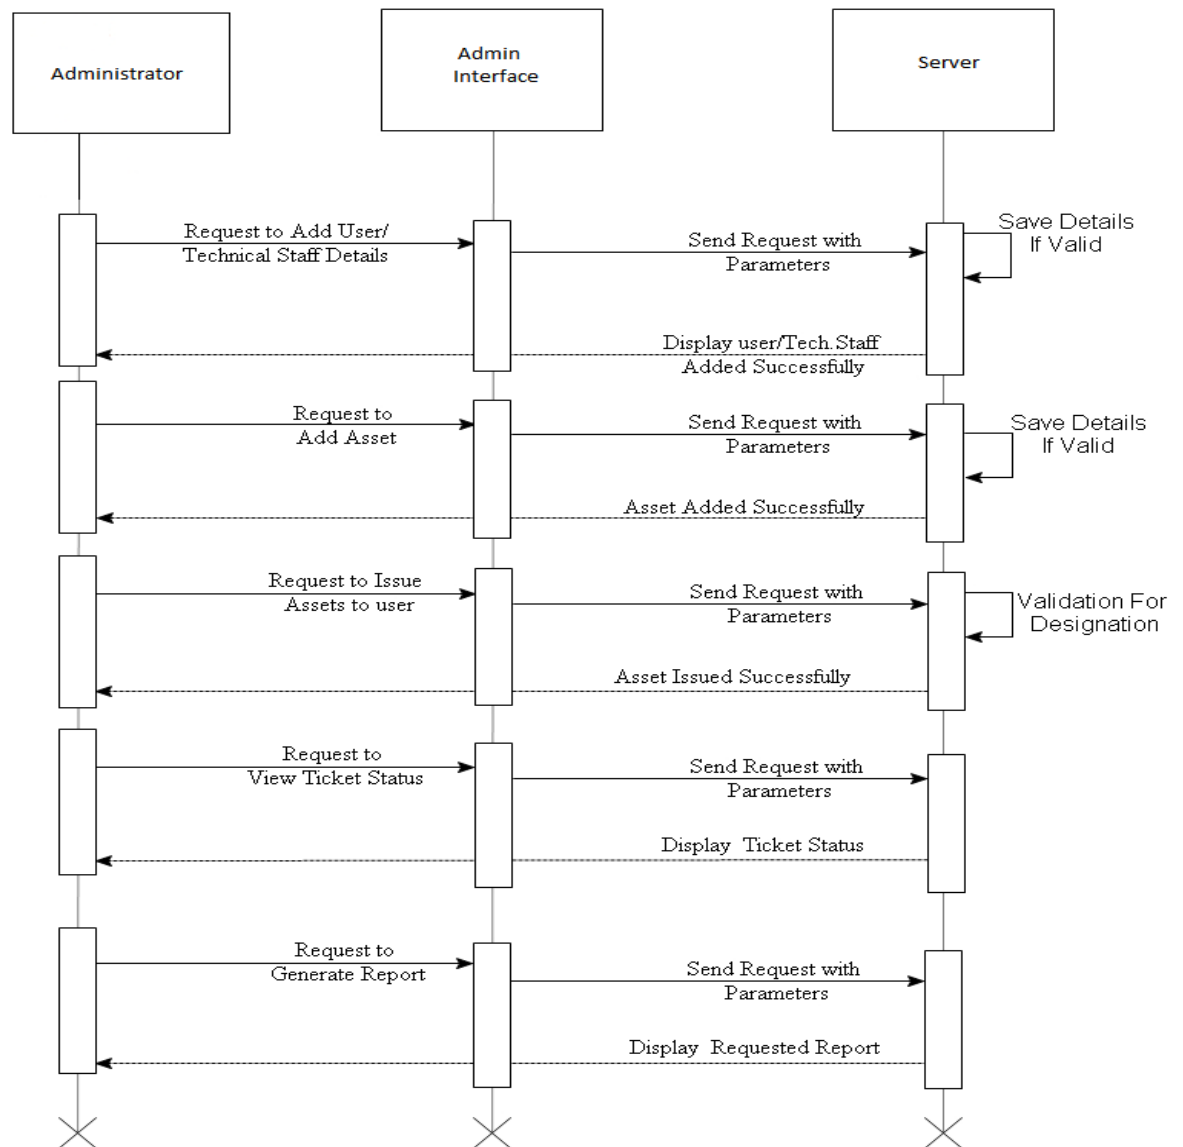 Administrator
Admin
Interface
Server
Request to Add User/
Technical Staff Details
Send Request with
Parameters
Save Details
If Valid
Display user/Tech.Staff
Added Successfully
Request to
Add Asset
Send Request with
Parameters
Save Details
If Valid
Asset Added Successfully
Request to Issue
Assets to user
Send Request with
Parameters
Validation For
Designation
Asset Issued Successfully
Request to
View Ticket Status
Send Request with
Parameters
Display Ticket Status
Request to
Generate Report
Send Request with
Parameters
Display Requested Report